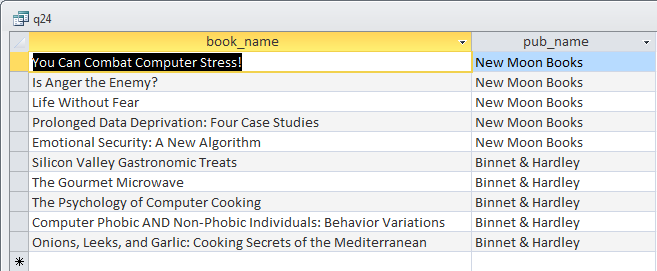 q24
book_name pub_name
You Can Combat Computer Stress! New Moon Books
Is Anger the Enemy? New Moon Books
Life Without Fear New Moon Books
Prolonged Data Deprivation: Four Case Studies New Moon Books
Emotional Security: A New Algorithm New Moon Books
Silicon Valley Gastronomic Treats Binnet & Hardley
The Gourmet Microwave Binnet & Hardley
The Psychology of Computer Cooking Binnet & Hardley
Computer Phobic AND Non-Phobic Individuals: Behavior Variations Binnet & Hardley
Onions, Leeks, and Garlic: Cooking Secrets of the Mediterranean Binnet & Hardley